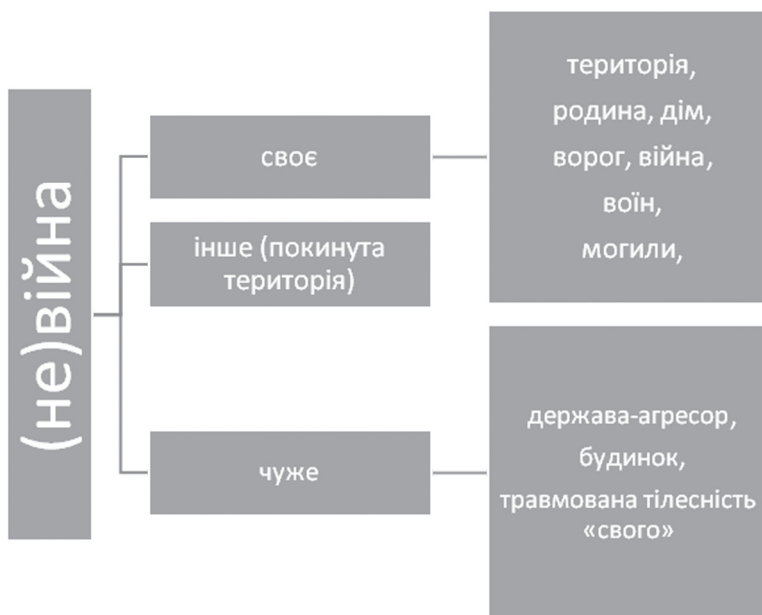 (не)війна
своє
територія,
родина, дім,
ворог, війна,
воїн,
могили,
інше (покинута
територія)
чуже
держава-агресор,
будинок,
травмована тілесність
«свого»